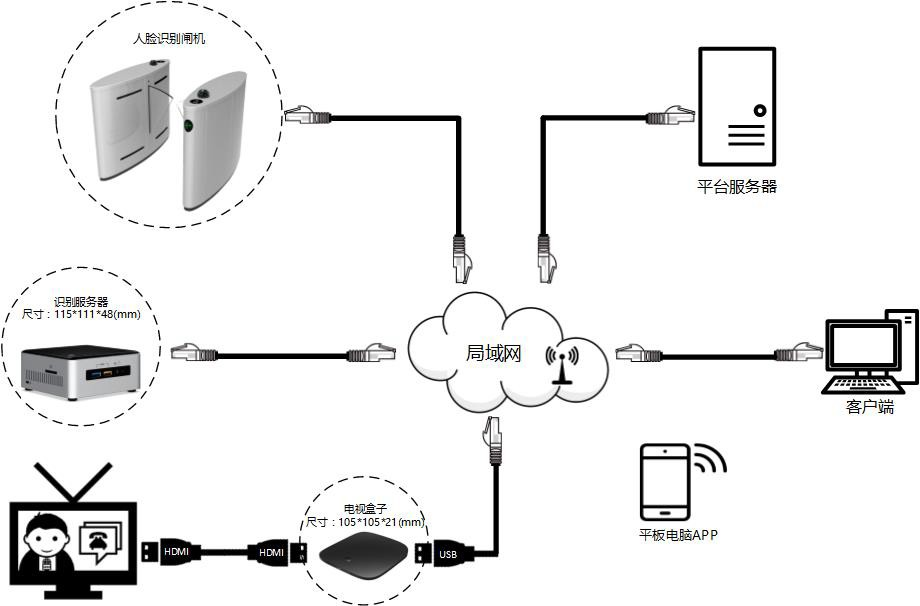 人脸识别闸机
平台服务器
识别服务器
尺寸：115*111*48(mm)
局域网
客户端
电视盒子
尺寸：105*105*21(mm)
HDMI
HDMI
USB
平板电脑APP